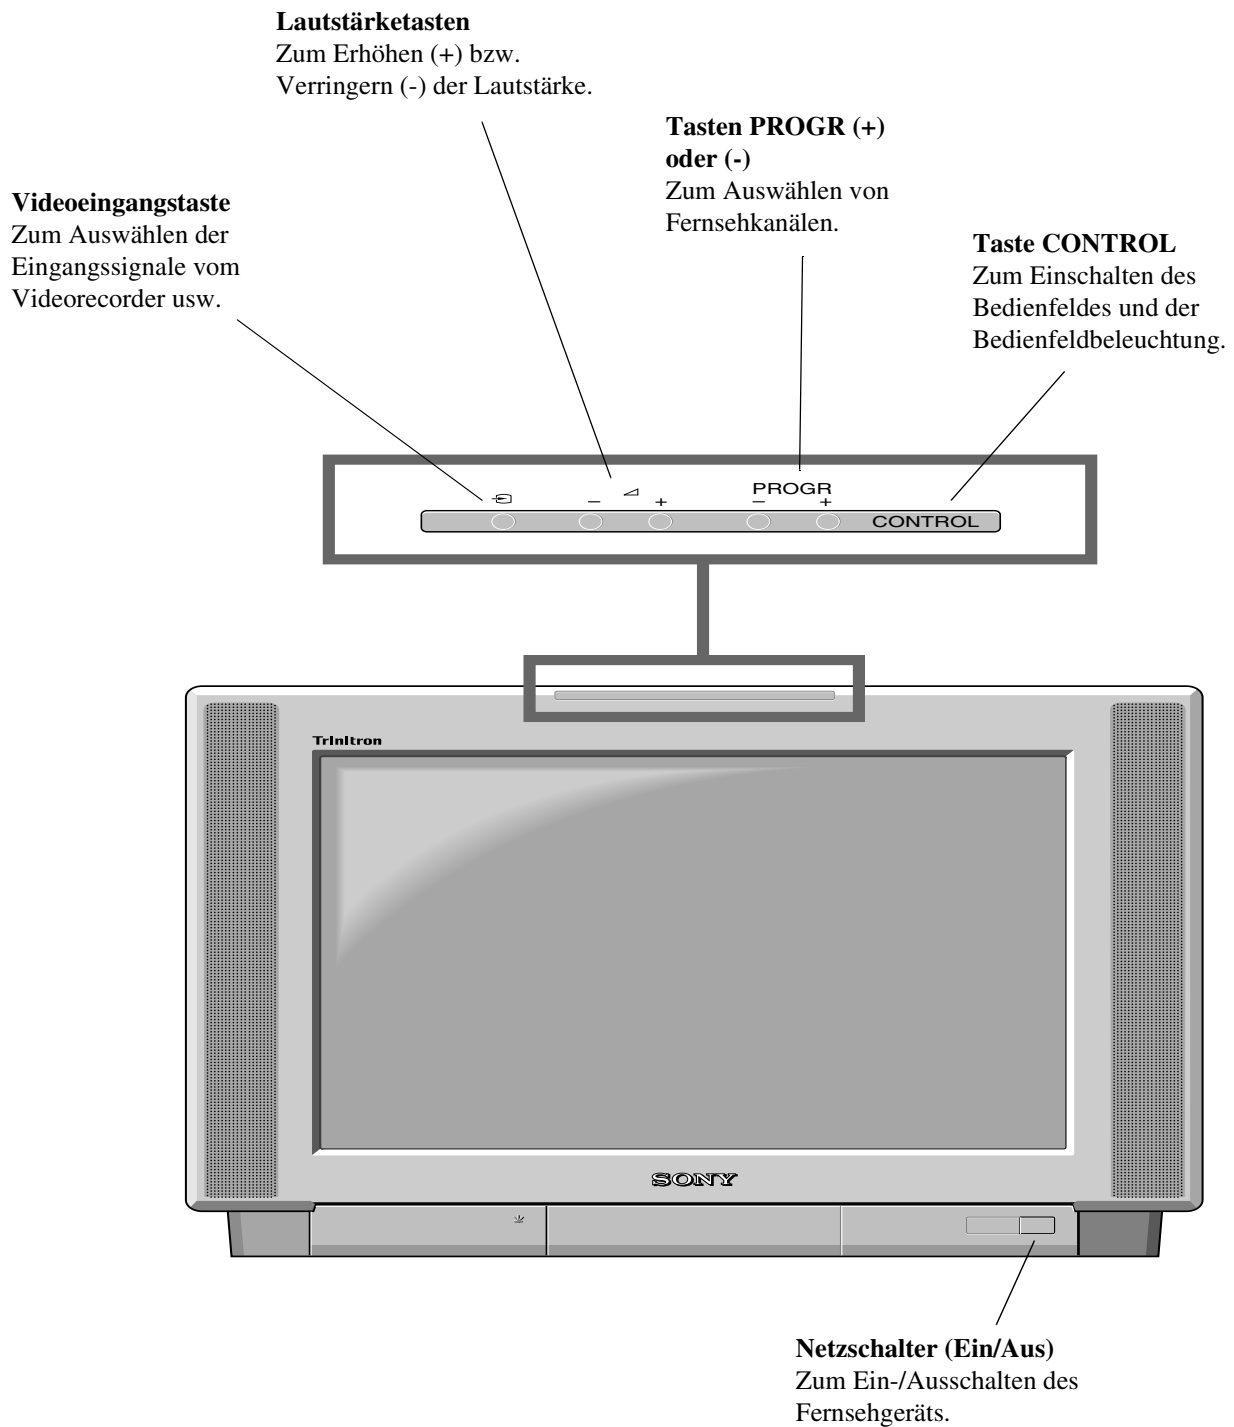 Lautstärketasten
Zum Erhöhen (+) bzw.
Verringern (-) der Lautstärke.
Tasten PROGR (+)
oder (-)
Zum Auswählen von
Fernsehkanälen.
Videoeingangstaste
Zum Auswählen der
Eingangssignale vom
Videorecorder usw.
Taste CONTROL
Zum Einschalten des
Bedienfeldes und der
Bedienfeldbeleuchtung.
PROGR
– + – +
CONTROL
TrInItron
SONY
Netzschalter (Ein/Aus)
Zum Ein-/Ausschalten des
Fernsehgeräts.